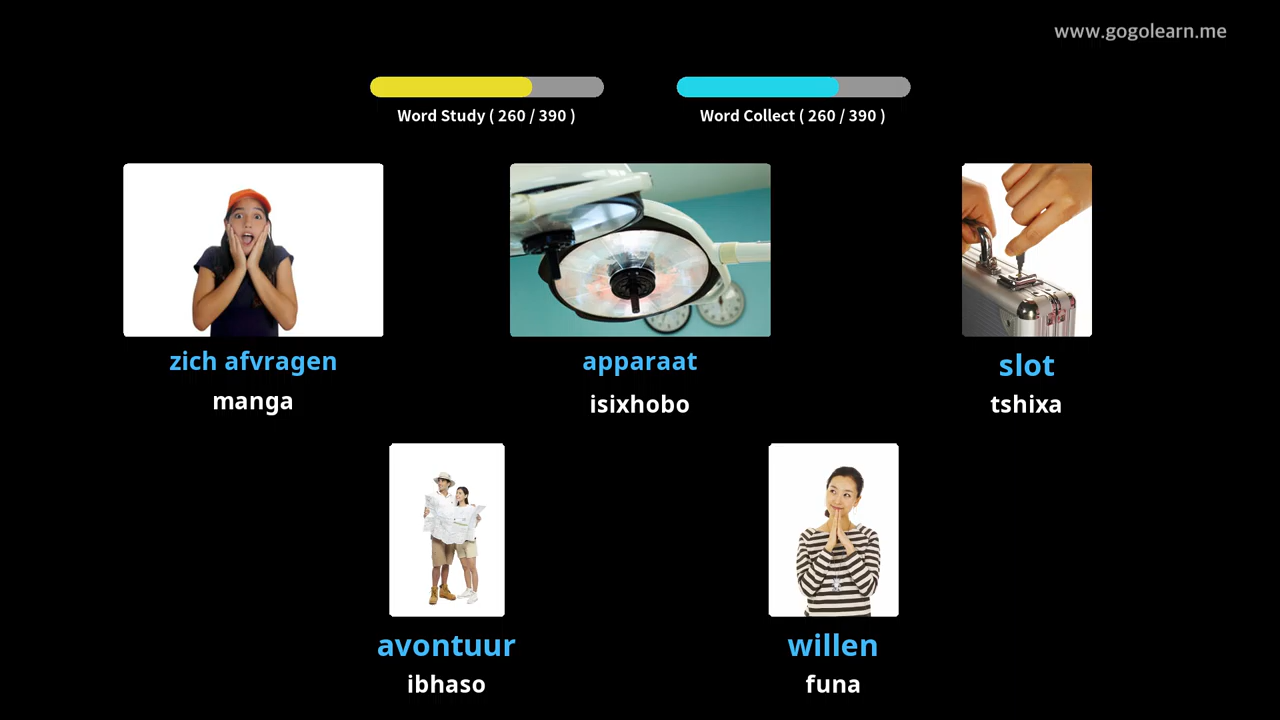 www.gogolearn.me
Word Study ( 260 / 390 )
Word Collect ( 260 / 390 )
zich afvragen
manga
apparaat
isixhobo
slot
tshixa
avontuur
ibhaso
willen
funa